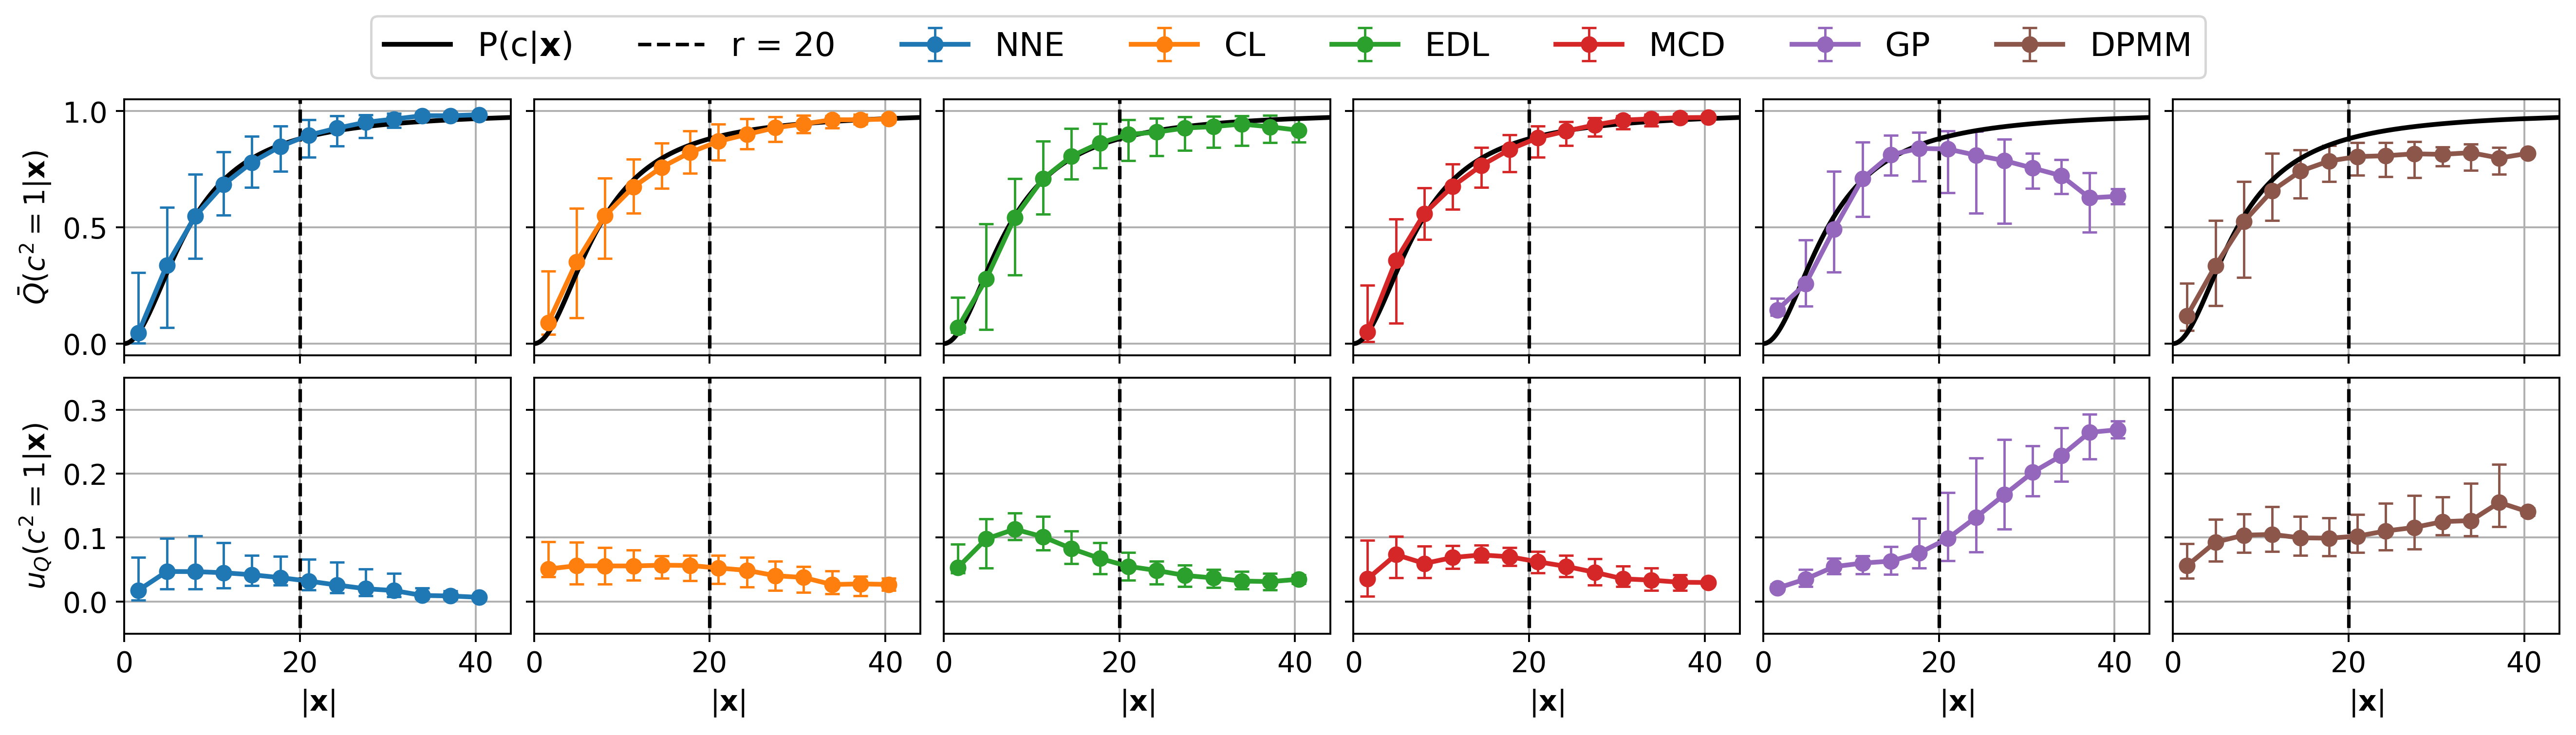 P(c|x) r = 20 NNE CL EDL MCD GP DPMM
Q̄(c² = 1|x)
1.0
0.5
0.0
u_Q(c² = 1|x)
0.3
0.2
0.1
0.0
0 20 40 0 20 40 0 20 40 0 20 40 0 20 40 0 20 40
|x| |x| |x| |x| |x| |x|